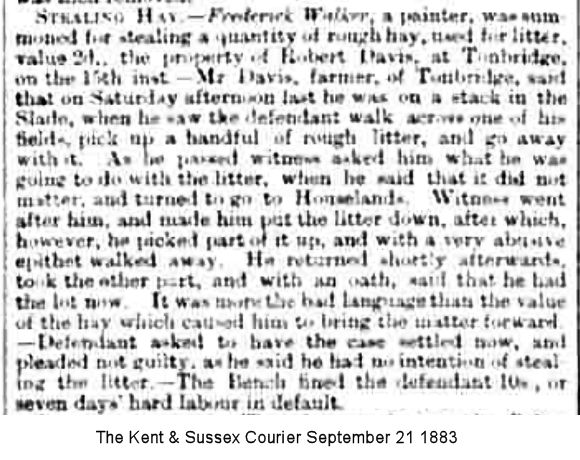 STEALING HAY.—Frederick Walker, a painter, was sum-
moned for stealing a quantity of rough hay, used for litter,
value 2d., the property of Robert Davis, at Tonbridge,
on the 15th inst.—Mr Davis, farmer, of Tonbridge, said
that on Saturday afternoon last he was on a stack in the
Slade, when he saw the defendant walk across one of his
fields, pick up a handful of rough litter, and go away
with it. As he passed witness asked him what he was
going to do with the litter, when he said that it did not
matter, and turned to go to Houselands. Witness went
after him, and made him put the litter down, after which,
however, he picked part of it up, and with a very abusive
epithet walked away. He returned shortly afterwards,
took the other part, and with an oath, said that he had
the lot now. It was more the bad language than the value
of the hay which caused him to bring the matter forward.
—Defendant asked to have the case settled now, and
pleaded not guilty, as he said he had no intention of steal-
ing the litter.—The Bench fined the defendant 10s., or
seven days' hard labour in default.
The Kent & Sussex Courier September 21 1883